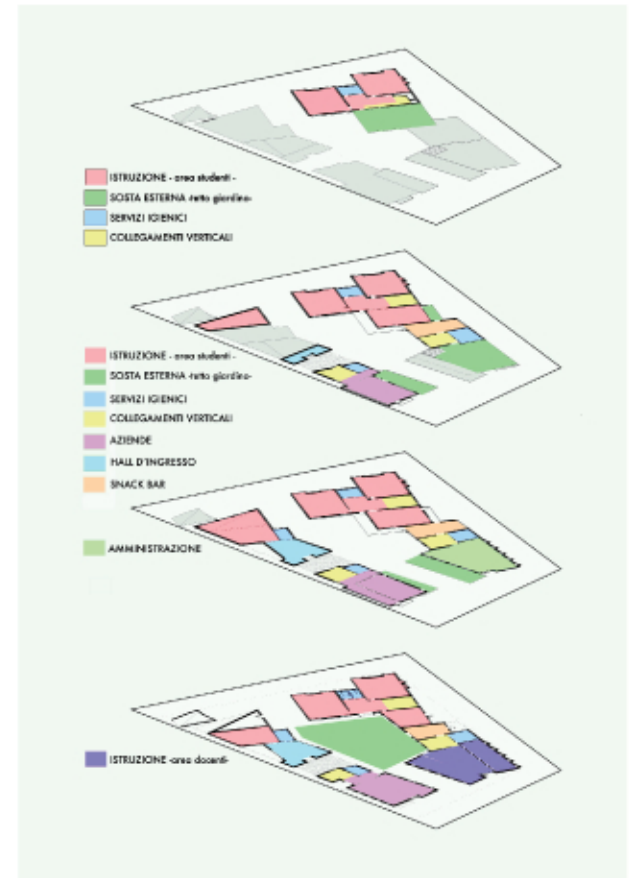 ISTRUZIONE - area studenti -
SOSTA ESTERNA -tetto giardino-
SERVIZI IGIENICI
COLLEGAMENTI VERTICALI
ISTRUZIONE - area studenti -
SOSTA ESTERNA -tetto giardino-
SERVIZI IGIENICI
COLLEGAMENTI VERTICALI
AZIENDE
HALL D'INGRESSO
SNACK BAR
AMMINISTRAZIONE
ISTRUZIONE -area docenti-